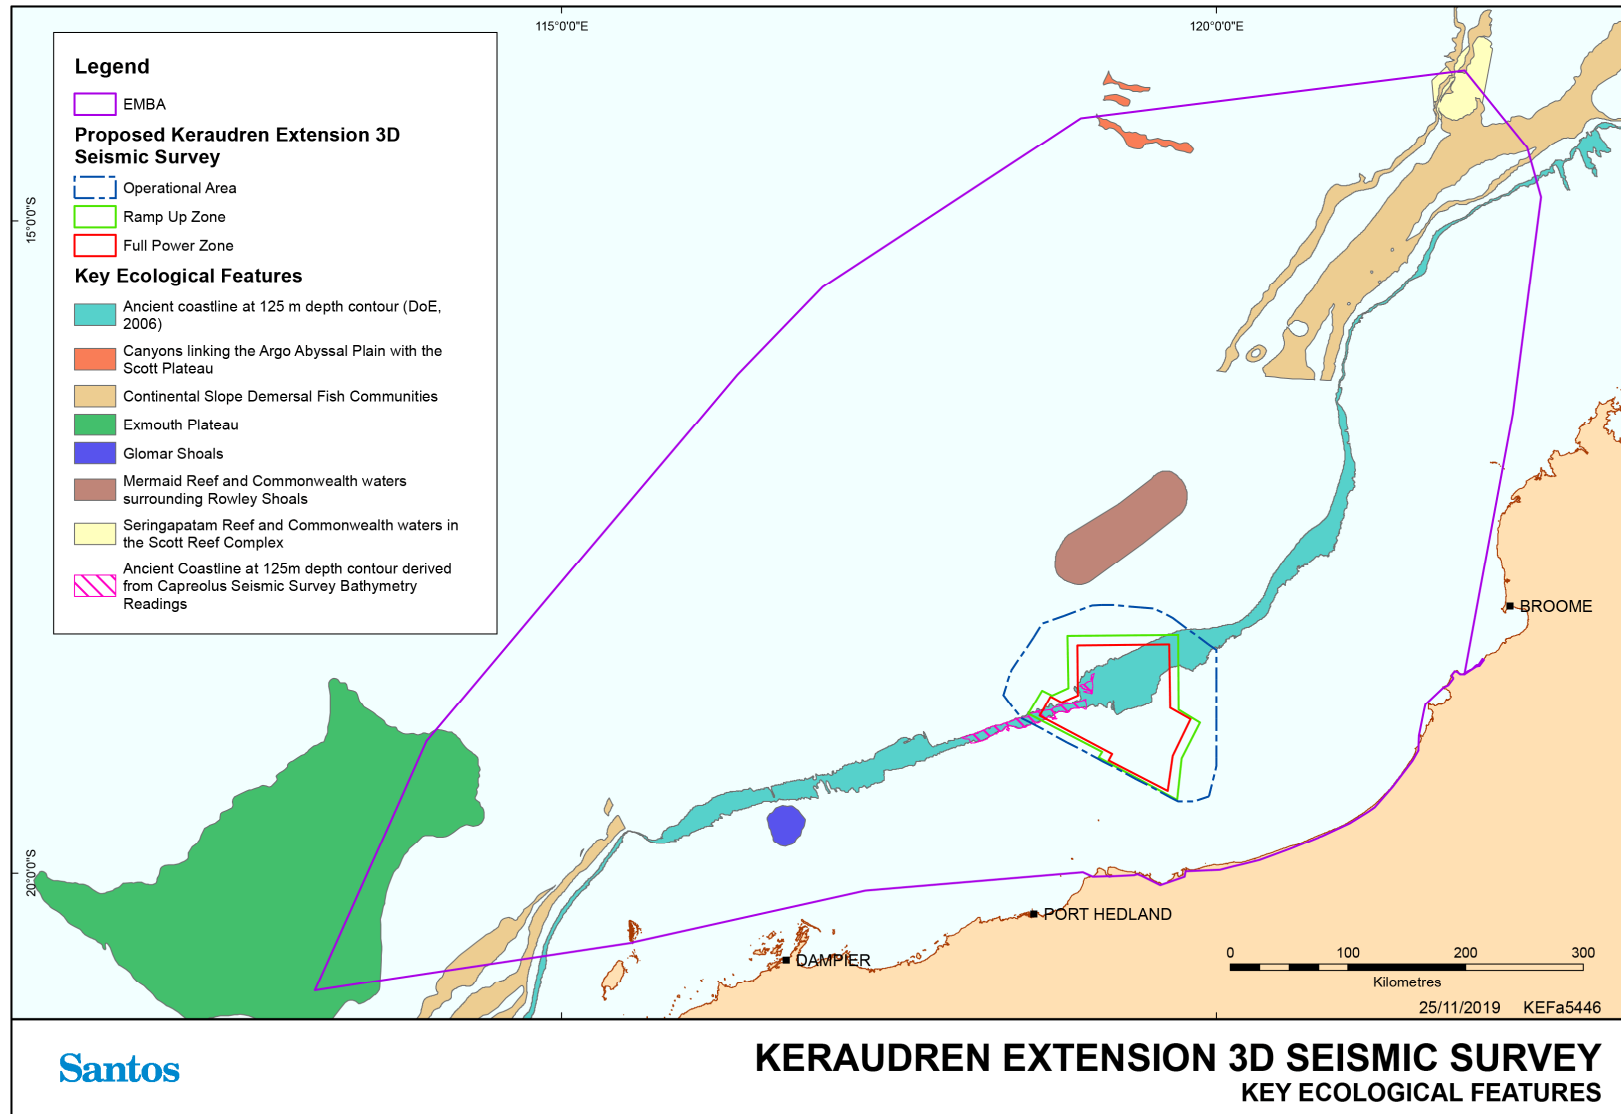 115°0'0"E
120°0'0"E
15°0'0"S
20°0'0"S
Legend
EMBA
Proposed Keraudren Extension 3D
Seismic Survey
Operational Area
Ramp Up Zone
Full Power Zone
Key Ecological Features
Ancient coastline at 125 m depth contour (DoE,
2006)
Canyons linking the Argo Abyssal Plain with the
Scott Plateau
Continental Slope Demersal Fish Communities
Exmouth Plateau
Glomar Shoals
Mermaid Reef and Commonwealth waters
surrounding Rowley Shoals
Seringapatam Reef and Commonwealth waters in
the Scott Reef Complex
Ancient Coastline at 125m depth contour derived
from Capreolus Seismic Survey Bathymetry
Readings
BROOME
PORT HEDLAND
DAMPIER
0 100 200 300
Kilometres
25/11/2019 KEFa5446
Santos
KERAUDREN EXTENSION 3D SEISMIC SURVEY
KEY ECOLOGICAL FEATURES